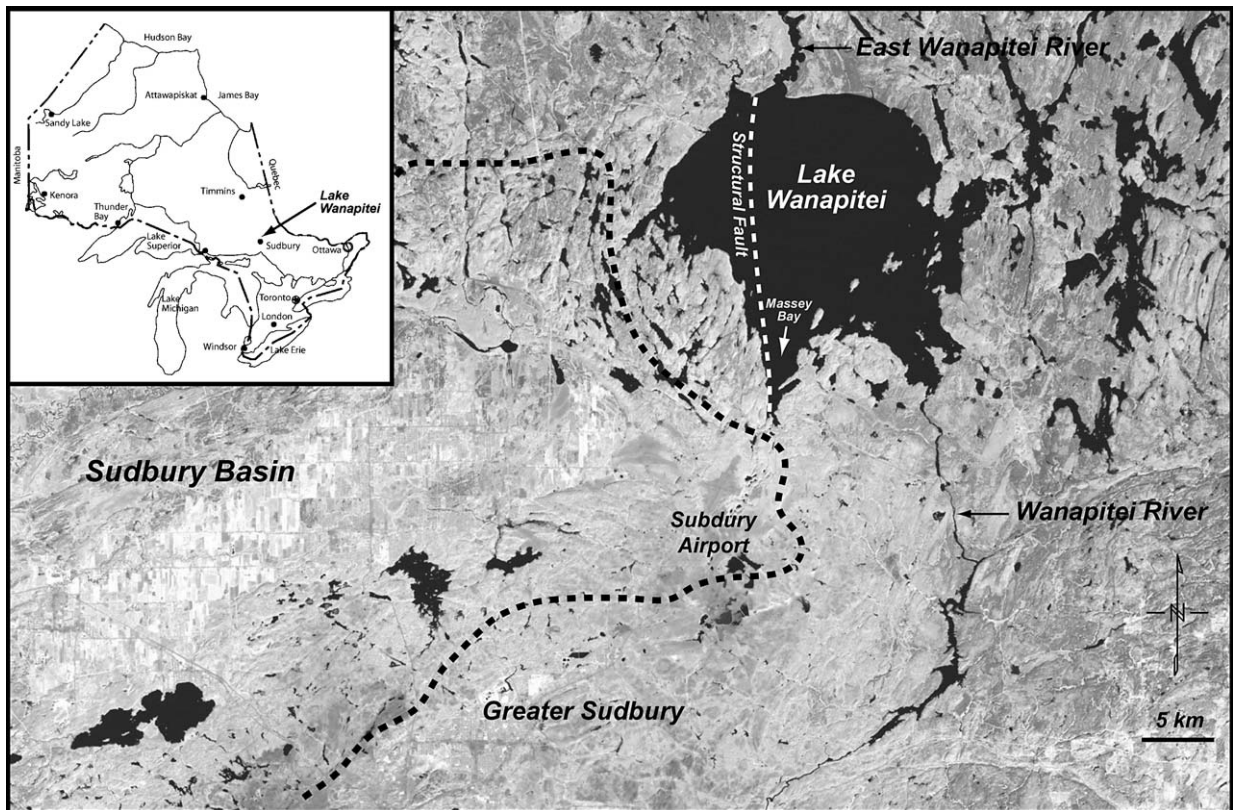 Hudson Bay
Attawapiskat
James Bay
Sandy Lake
Manitoba
Quebec
Kenora
Timmins
Lake
Wanapitei
Thunder
Bay
Lake
Superior
Sudbury
Ottawa
Lake
Michigan
Toronto
London
Windsor
Lake Erie
East Wanapitei River
Structural Fault
Lake
Wanapitei
Massey
Bay
Sudbury Basin
Subdury
Airport
Wanapitei River
Greater Sudbury
N
5 km